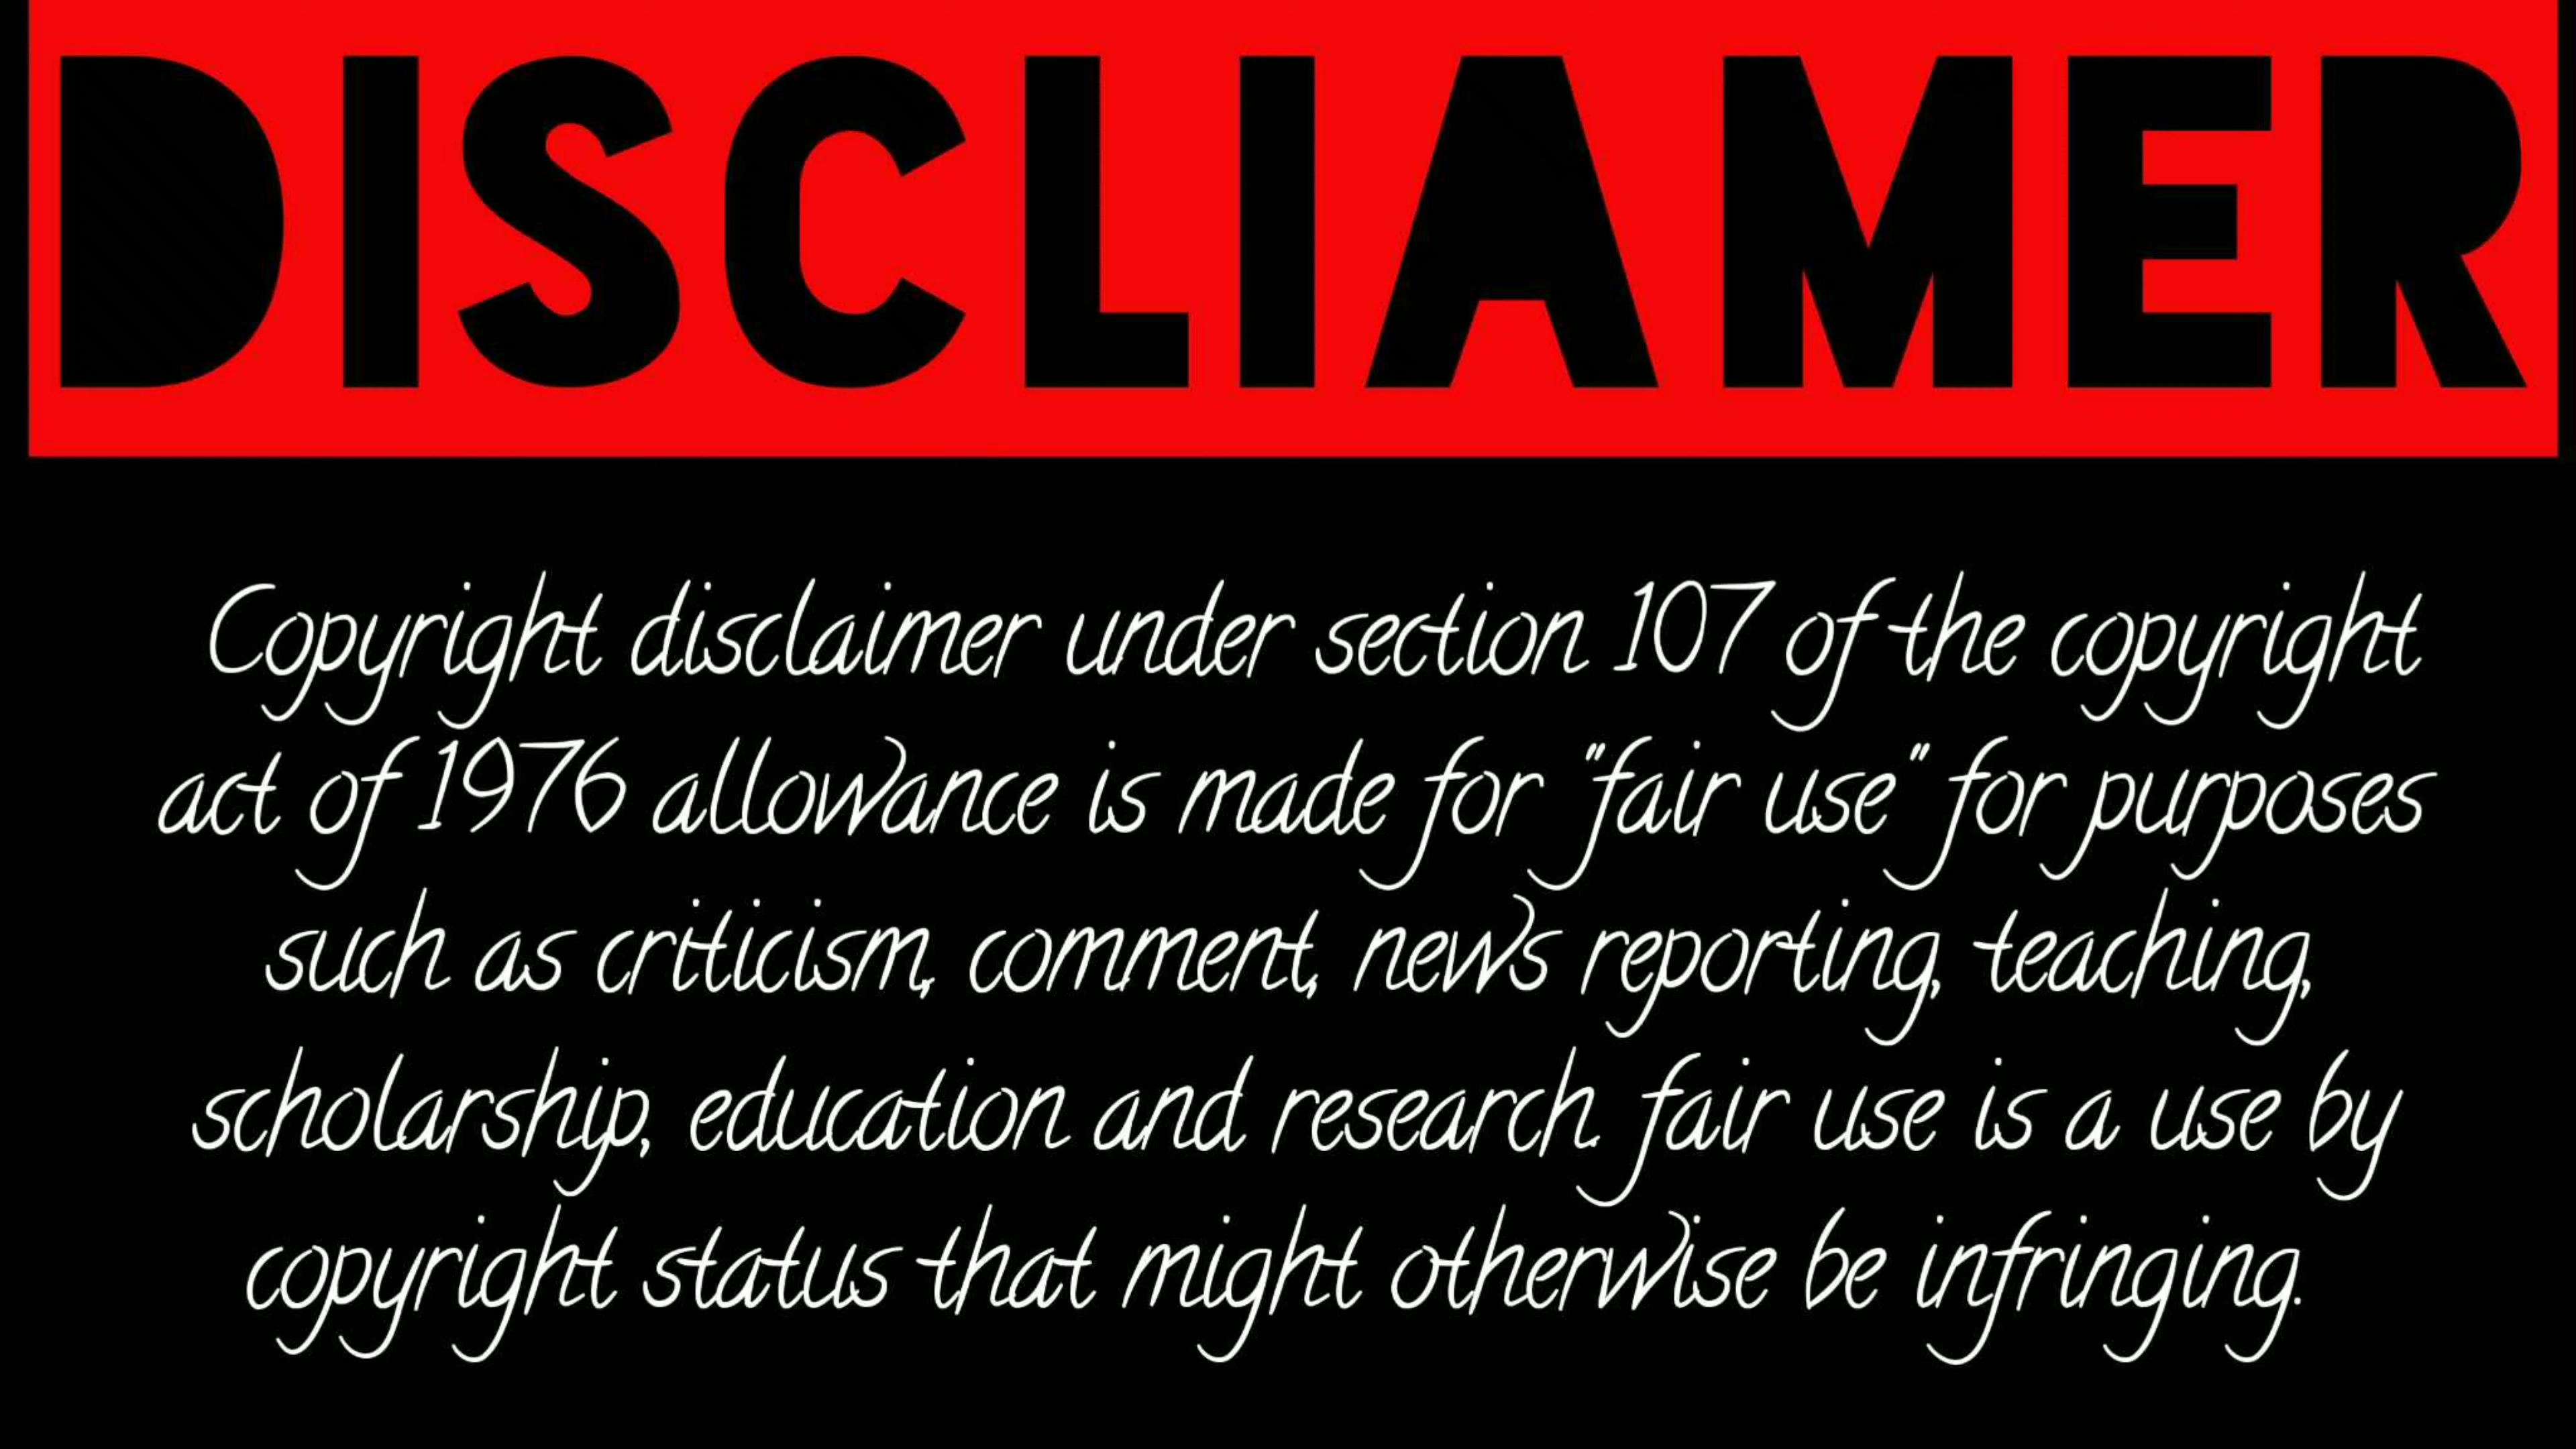 DISCLIAMER
Copyright disclaimer under section 107 of the copyright
act of 1976 allowance is made for "fair use" for purposes
such as criticism, comment, news reporting, teaching,
scholarship, education and research. fair use is a use by
copyright status that might otherwise be infringing.